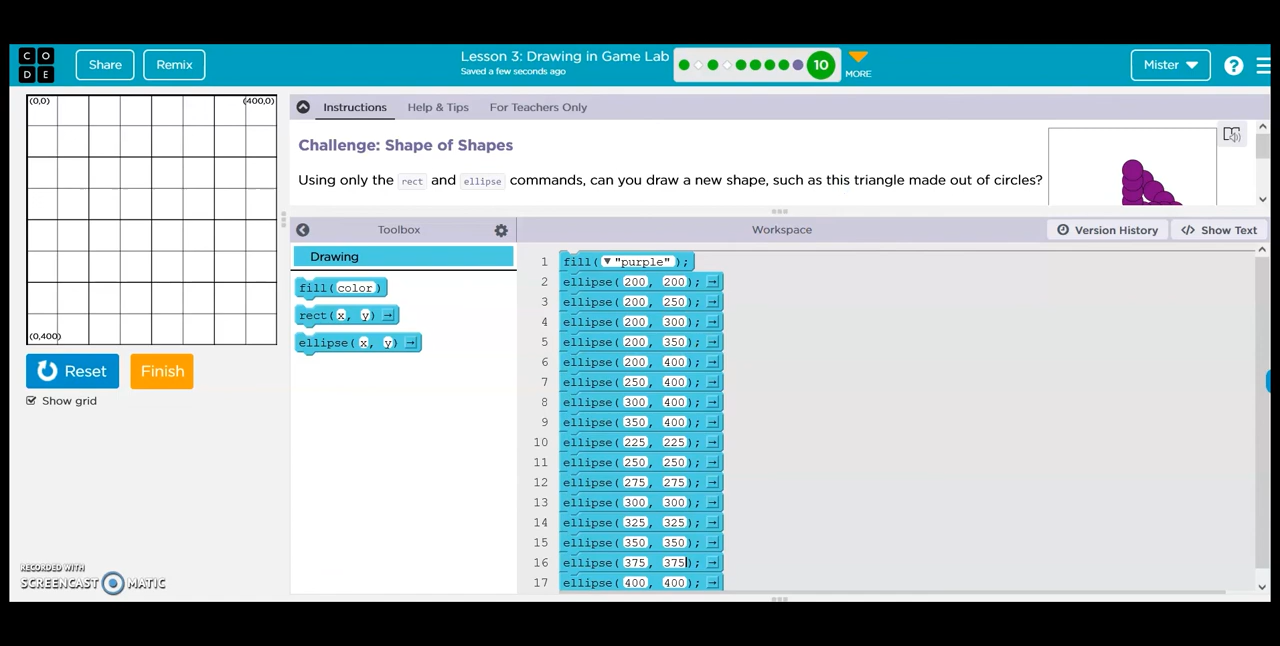 C O
D E
Share
Remix
Lesson 3: Drawing in Game Lab
Saved a few seconds ago
10
MORE
Mister
?
(0,0)
(400,0)
(0,400)
Reset
Finish
Show grid
RECORDED WITH
SCREENCAST MATIC
Instructions
Help & Tips
For Teachers Only
Challenge: Shape of Shapes
Using only the rect and ellipse commands, can you draw a new shape, such as this triangle made out of circles?
Toolbox
Workspace
Version History
</> Show Text
Drawing
fill(color)
rect(x, y)
ellipse(x, y)
1 fill("purple");
2 ellipse(200, 200);
3 ellipse(200, 250);
4 ellipse(200, 300);
5 ellipse(200, 350);
6 ellipse(200, 400);
7 ellipse(250, 400);
8 ellipse(300, 400);
9 ellipse(350, 400);
10 ellipse(225, 225);
11 ellipse(250, 250);
12 ellipse(275, 275);
13 ellipse(300, 300);
14 ellipse(325, 325);
15 ellipse(350, 350);
16 ellipse(375, 375);
17 ellipse(400, 400);